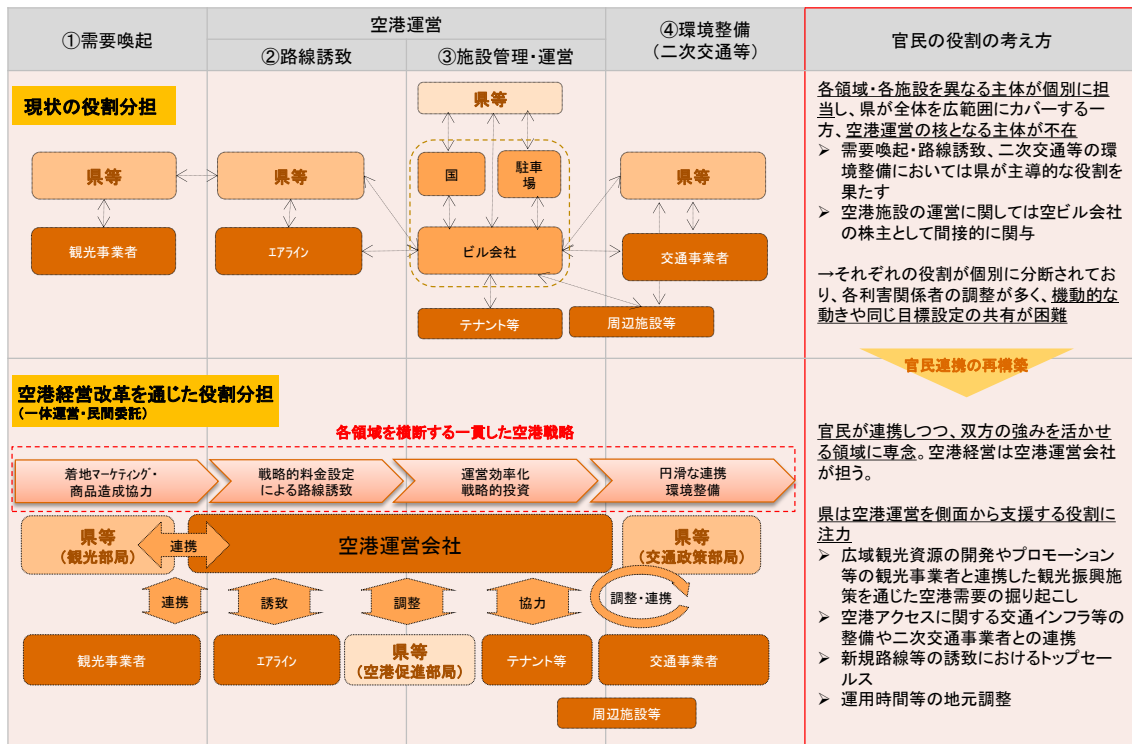 ①需要喚起
空港運営
②路線誘致
③施設管理・運営
④環境整備
（二次交通等）
官民の役割の考え方
現状の役割分担
県等
観光事業者
県等
エアライン
県等
国
駐車
場
ビル会社
テナント等
県等
交通事業者
周辺施設等
各領域・各施設を異なる主体が個別に担
当し、県が全体を広範囲にカバーする一
方、空港運営の核となる主体が不在
➢ 需要喚起・路線誘致、二次交通等の環
境整備においては県が主導的な役割を
果たす
➢ 空港施設の運営に関しては空ビル会社
の株主として間接的に関与
→それぞれの役割が個別に分断されてお
り、各利害関係者の調整が多く、機動的な
動きや同じ目標設定の共有が困難
官民連携の再構築
空港経営改革を通じた役割分担
（一体運営・民間委託）
各領域を横断する一貫した空港戦略
着地マーケティング・
商品造成協力
戦略的料金設定
による路線誘致
運営効率化
戦略的投資
円滑な連携
環境整備
県等
（観光部局）
連携
空港運営会社
県等
（交通政策部局）
連携
誘致
調整
協力
調整・連携
観光事業者
エアライン
県等
（空港促進部局）
テナント等
交通事業者
周辺施設等
官民が連携しつつ、双方の強みを活かせ
る領域に専念。空港経営は空港運営会社
が担う。
県は空港運営を側面から支援する役割に
注力
➢ 広域観光資源の開発やプロモーション
等の観光事業者と連携した観光振興施
策を通じた空港需要の掘り起こし
➢ 空港アクセスに関する交通インフラ等の
整備や二次交通事業者との連携
➢ 新規路線等の誘致におけるトップセー
ルス
➢ 運用時間等の地元調整